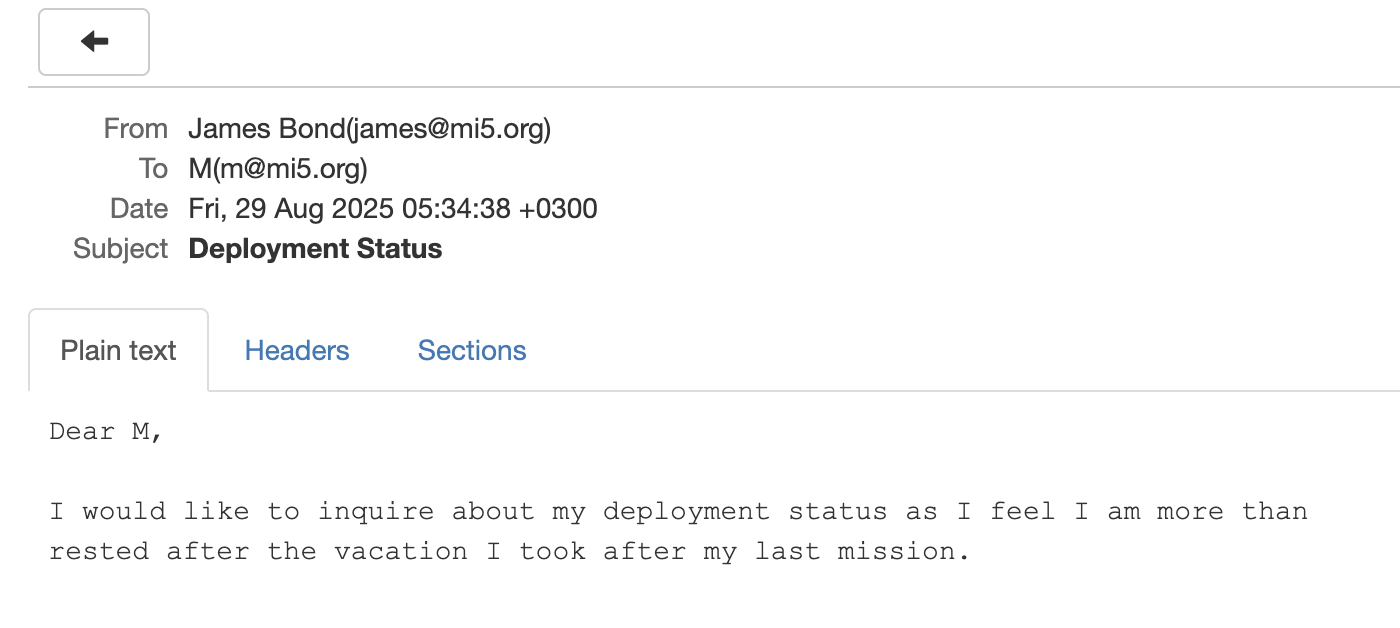 From James Bond(james@mi5.org)
To M(m@mi5.org)
Date Fri, 29 Aug 2025 05:34:38 +0300
Subject Deployment Status
Plain text Headers Sections
Dear M,
I would like to inquire about my deployment status as I feel I am more than
rested after the vacation I took after my last mission.